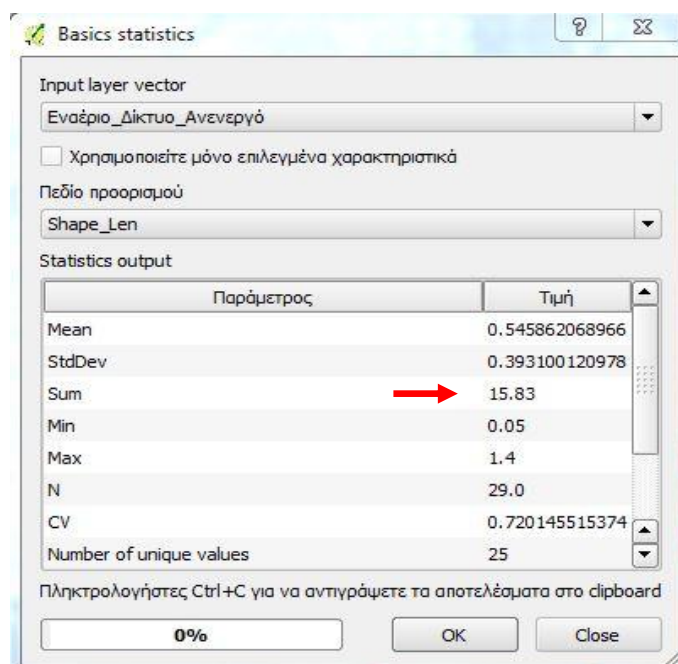 Basics statistics
Input layer vector
Εναέριο_Δίκτυο_Ανενεργό
Χρησιμοποιείτε μόνο επιλεγμένα χαρακτηριστικά
Πεδίο προορισμού
Shape_Len
Statistics output
Παράμετρος Τιμή
Mean 0.545862068966
StdDev 0.393100120978
Sum 15.83
Min 0.05
Max 1.4
N 29.0
CV 0.720145515374
Number of unique values 25
Πληκτρολογήστες Ctrl+C για να αντιγράψετε τα αποτελέσματα στο clipboard
0% OK Close